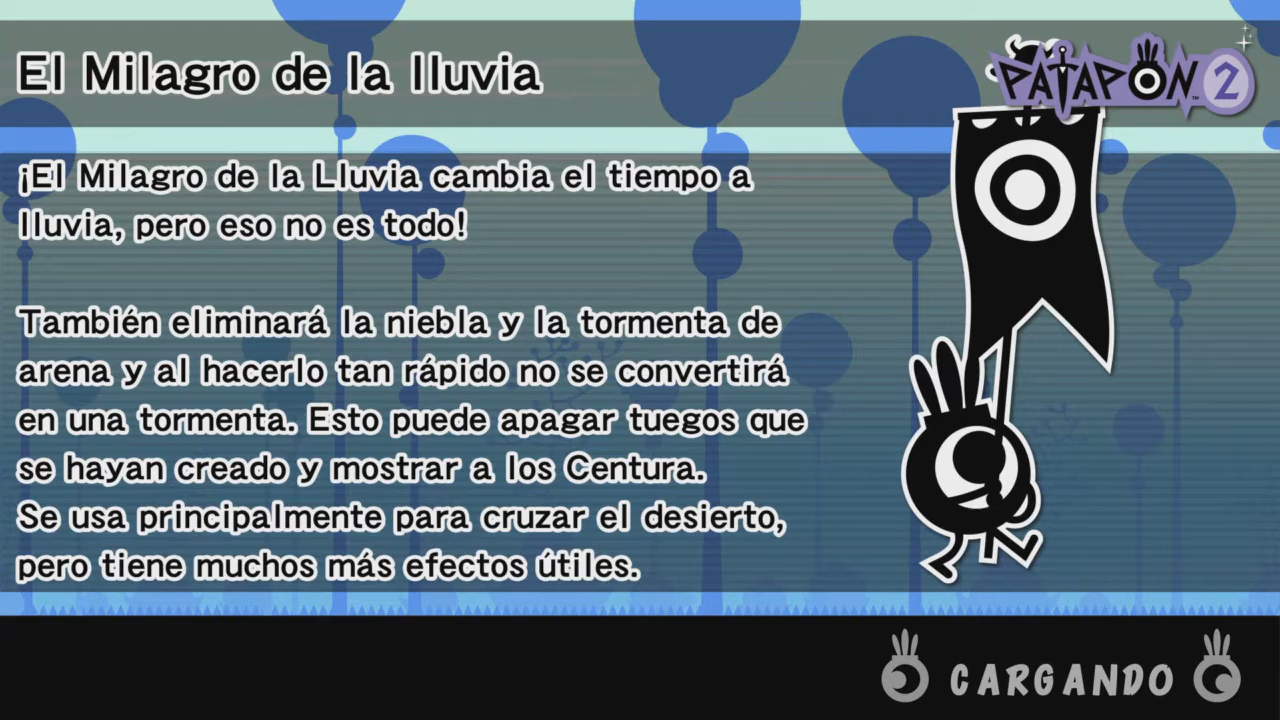 El Milagro de la lluvia
PATAPON 2
¡El Milagro de la Lluvia cambia el tiempo a
lluvia, pero eso no es todo!
También eliminará la niebla y la tormenta de
arena y al hacerlo tan rápido no se convertirá
en una tormenta. Esto puede apagar tuegos que
se hayan creado y mostrar a los Centura.
Se usa principalmente para cruzar el desierto,
pero tiene muchos más efectos útiles.
CARGANDO